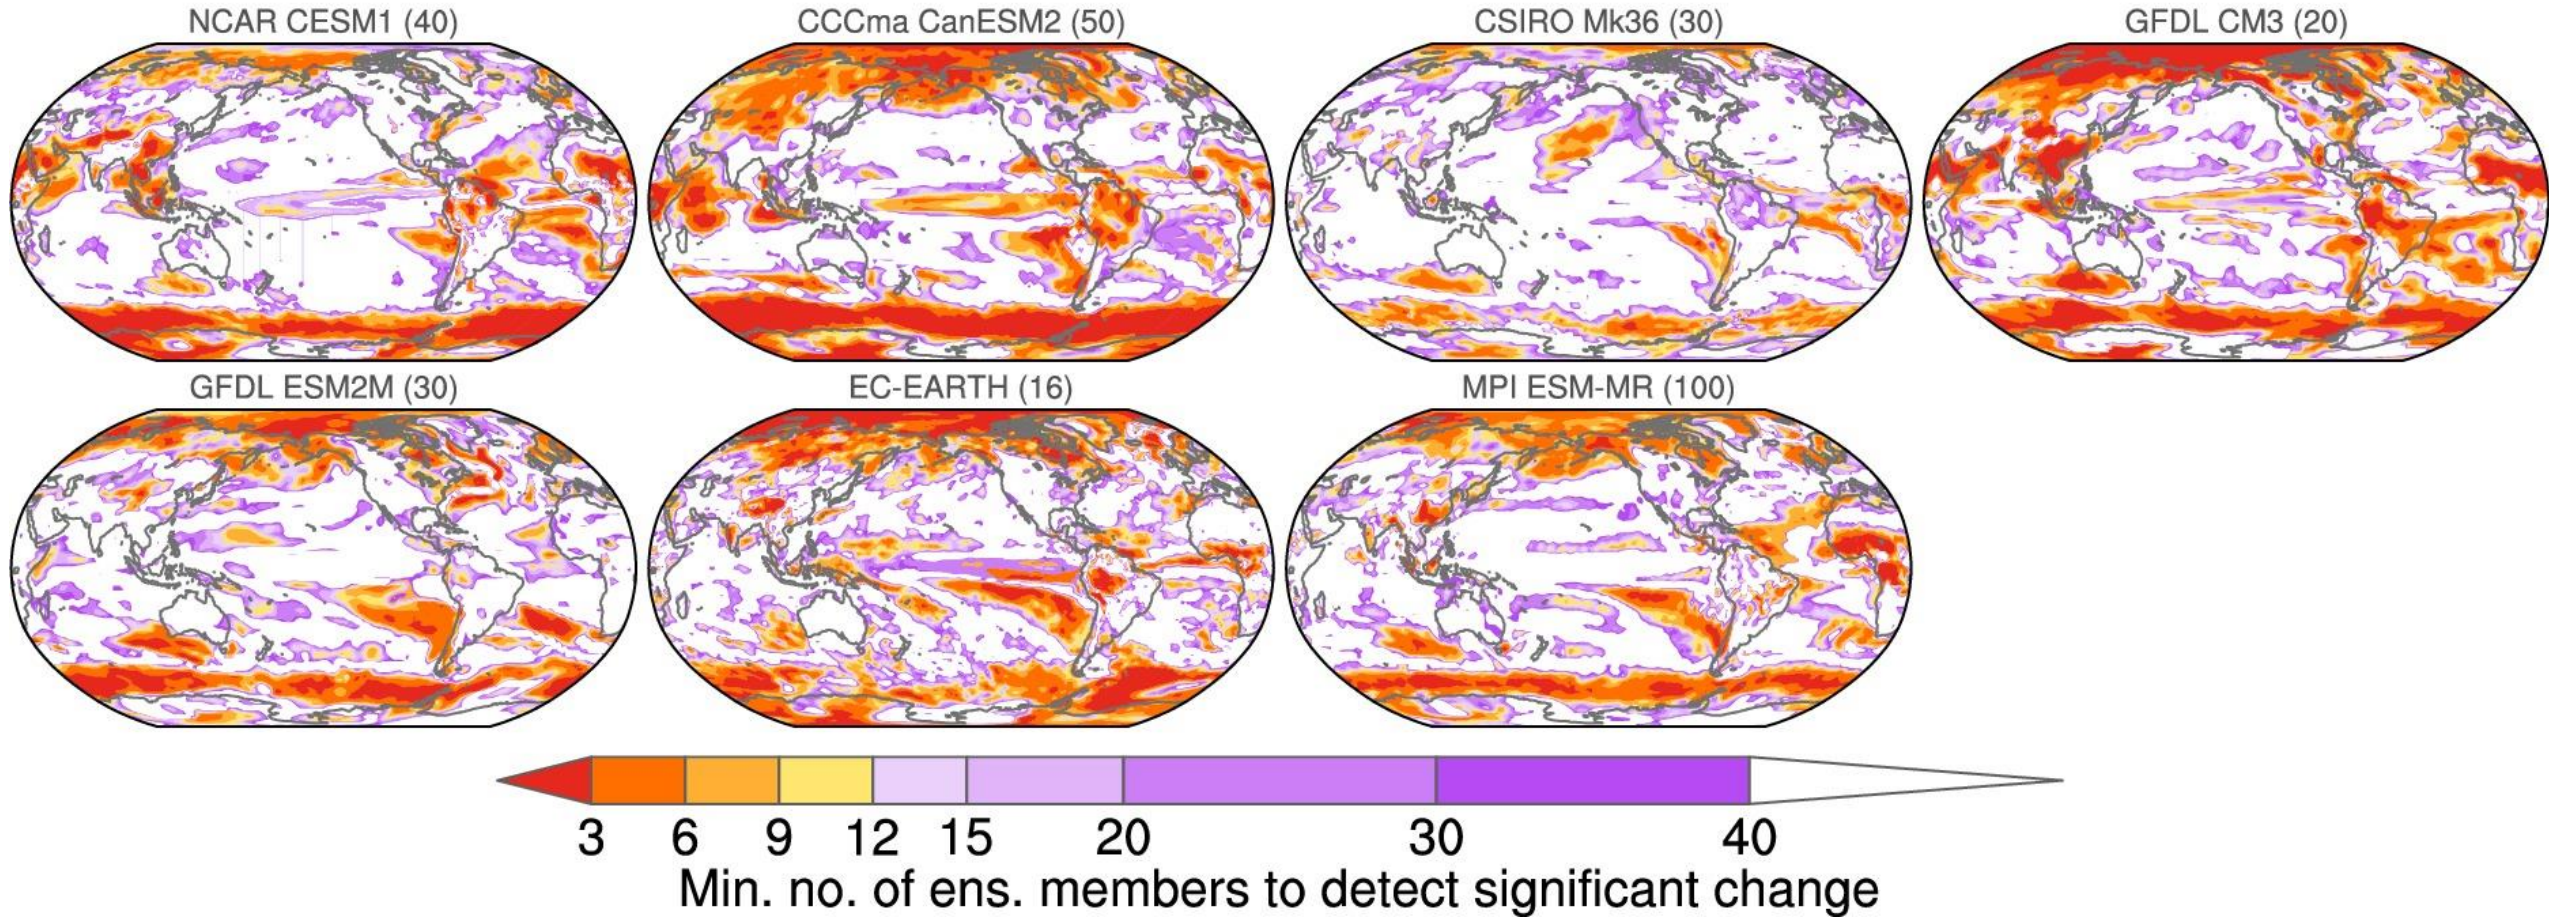 NCAR CESM1 (40)
CCCma CanESM2 (50)
CSIRO Mk36 (30)
GFDL CM3 (20)
GFDL ESM2M (30)
EC-EARTH (16)
MPI ESM-MR (100)
3 6 9 12 15 20 30 40
Min. no. of ens. members to detect significant change